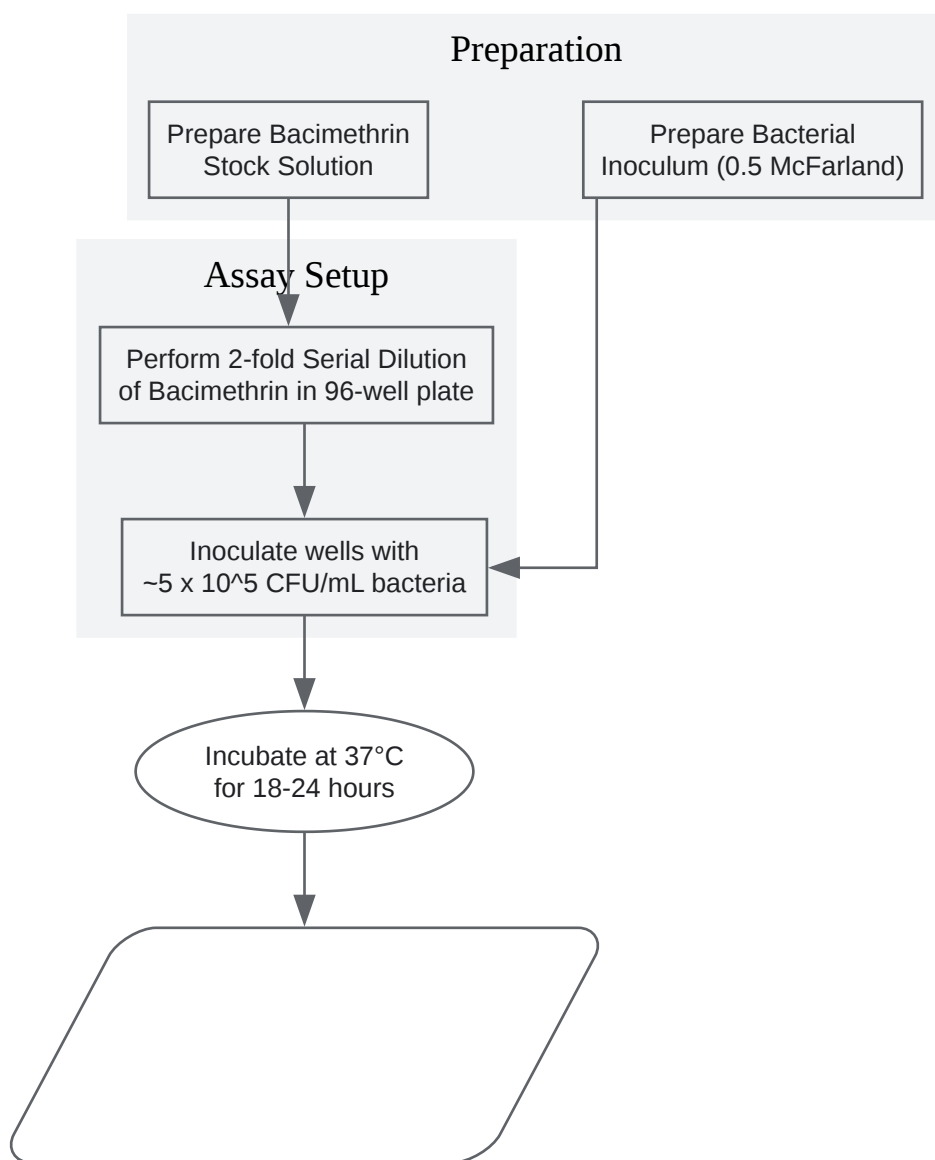 Preparation
Prepare Bacimethrin
Stock Solution
Prepare Bacterial
Inoculum (0.5 McFarland)
Assay Setup
Perform 2-fold Serial Dilution
of Bacimethrin in 96-well plate
Inoculate wells with
~5 x 10^5 CFU/mL bacteria
Incubate at 37°C
for 18-24 hours